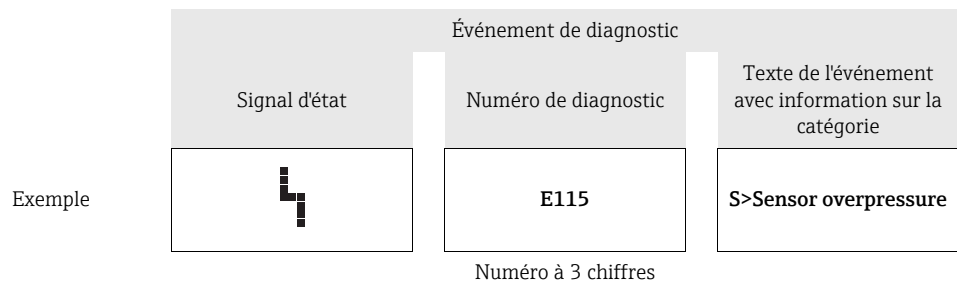 Événement de diagnostic
Signal d'état
Numéro de diagnostic
Texte de l'événement
avec information sur la
catégorie
Exemple
E115
S>Sensor overpressure
Numéro à 3 chiffres